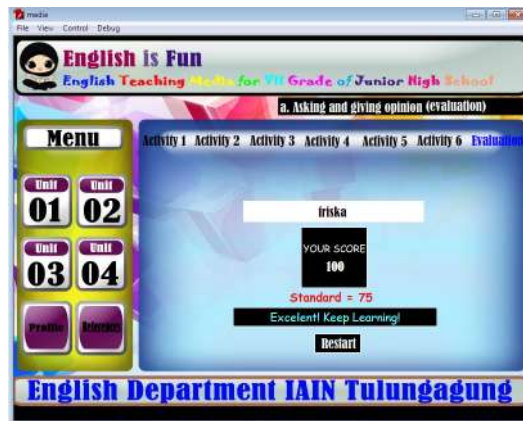 media
File View Control Debug
English is Fun
English Teaching Media for VII Grade of Junior High School
a. Asking and giving opinion (evaluation)
Menu
Activity 1 Activity 2 Activity 3 Activity 4 Activity 5 Activity 6 Evaluation
Unit
01
Unit
02
Unit
03
Unit
04
Profile
References
friska
YOUR SCORE
100
Standard = 75
Excelent! Keep Learning!
Restart
English Department IAIN Tulungagung